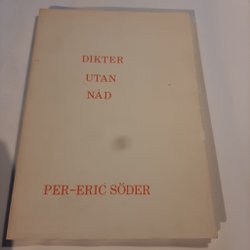 DIKTER
UTAN
NÅD
PER-ERIC SÖDER